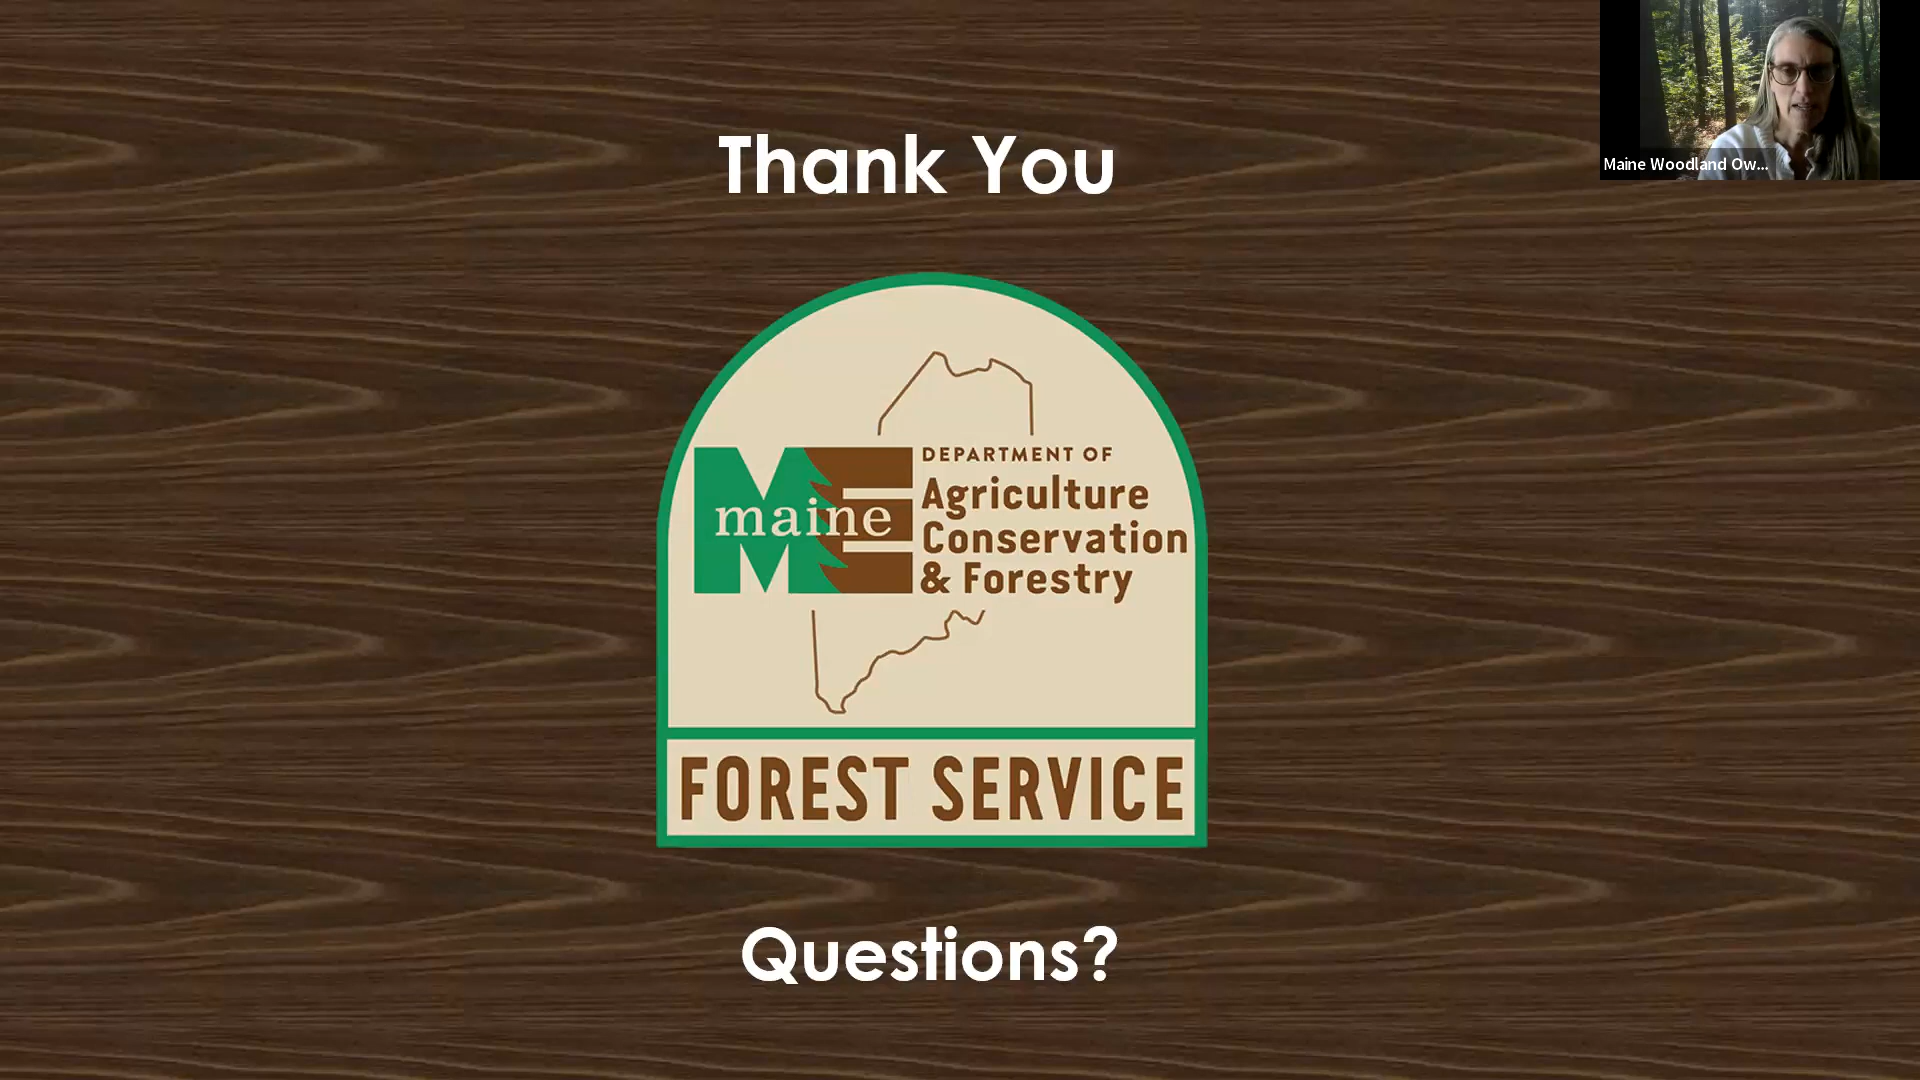 Thank You
Maine Woodland Ow...
DEPARTMENT OF
maine
Agriculture
Conservation
& Forestry
FOREST SERVICE
Questions?